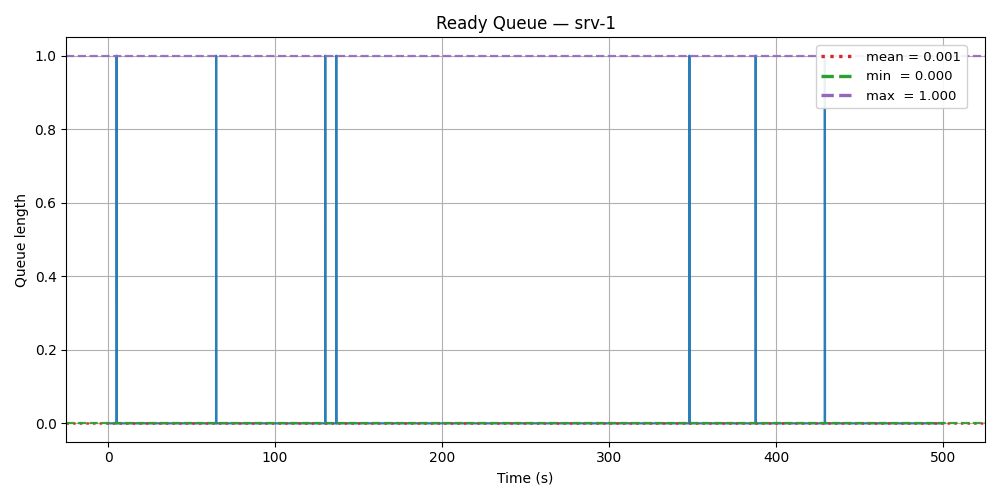 Ready Queue — srv-1
mean = 0.001
min  = 0.000
max  = 1.000
Queue length
1.0
0.8
0.6
0.4
0.2
0.0
0 100 200 300 400 500
Time (s)